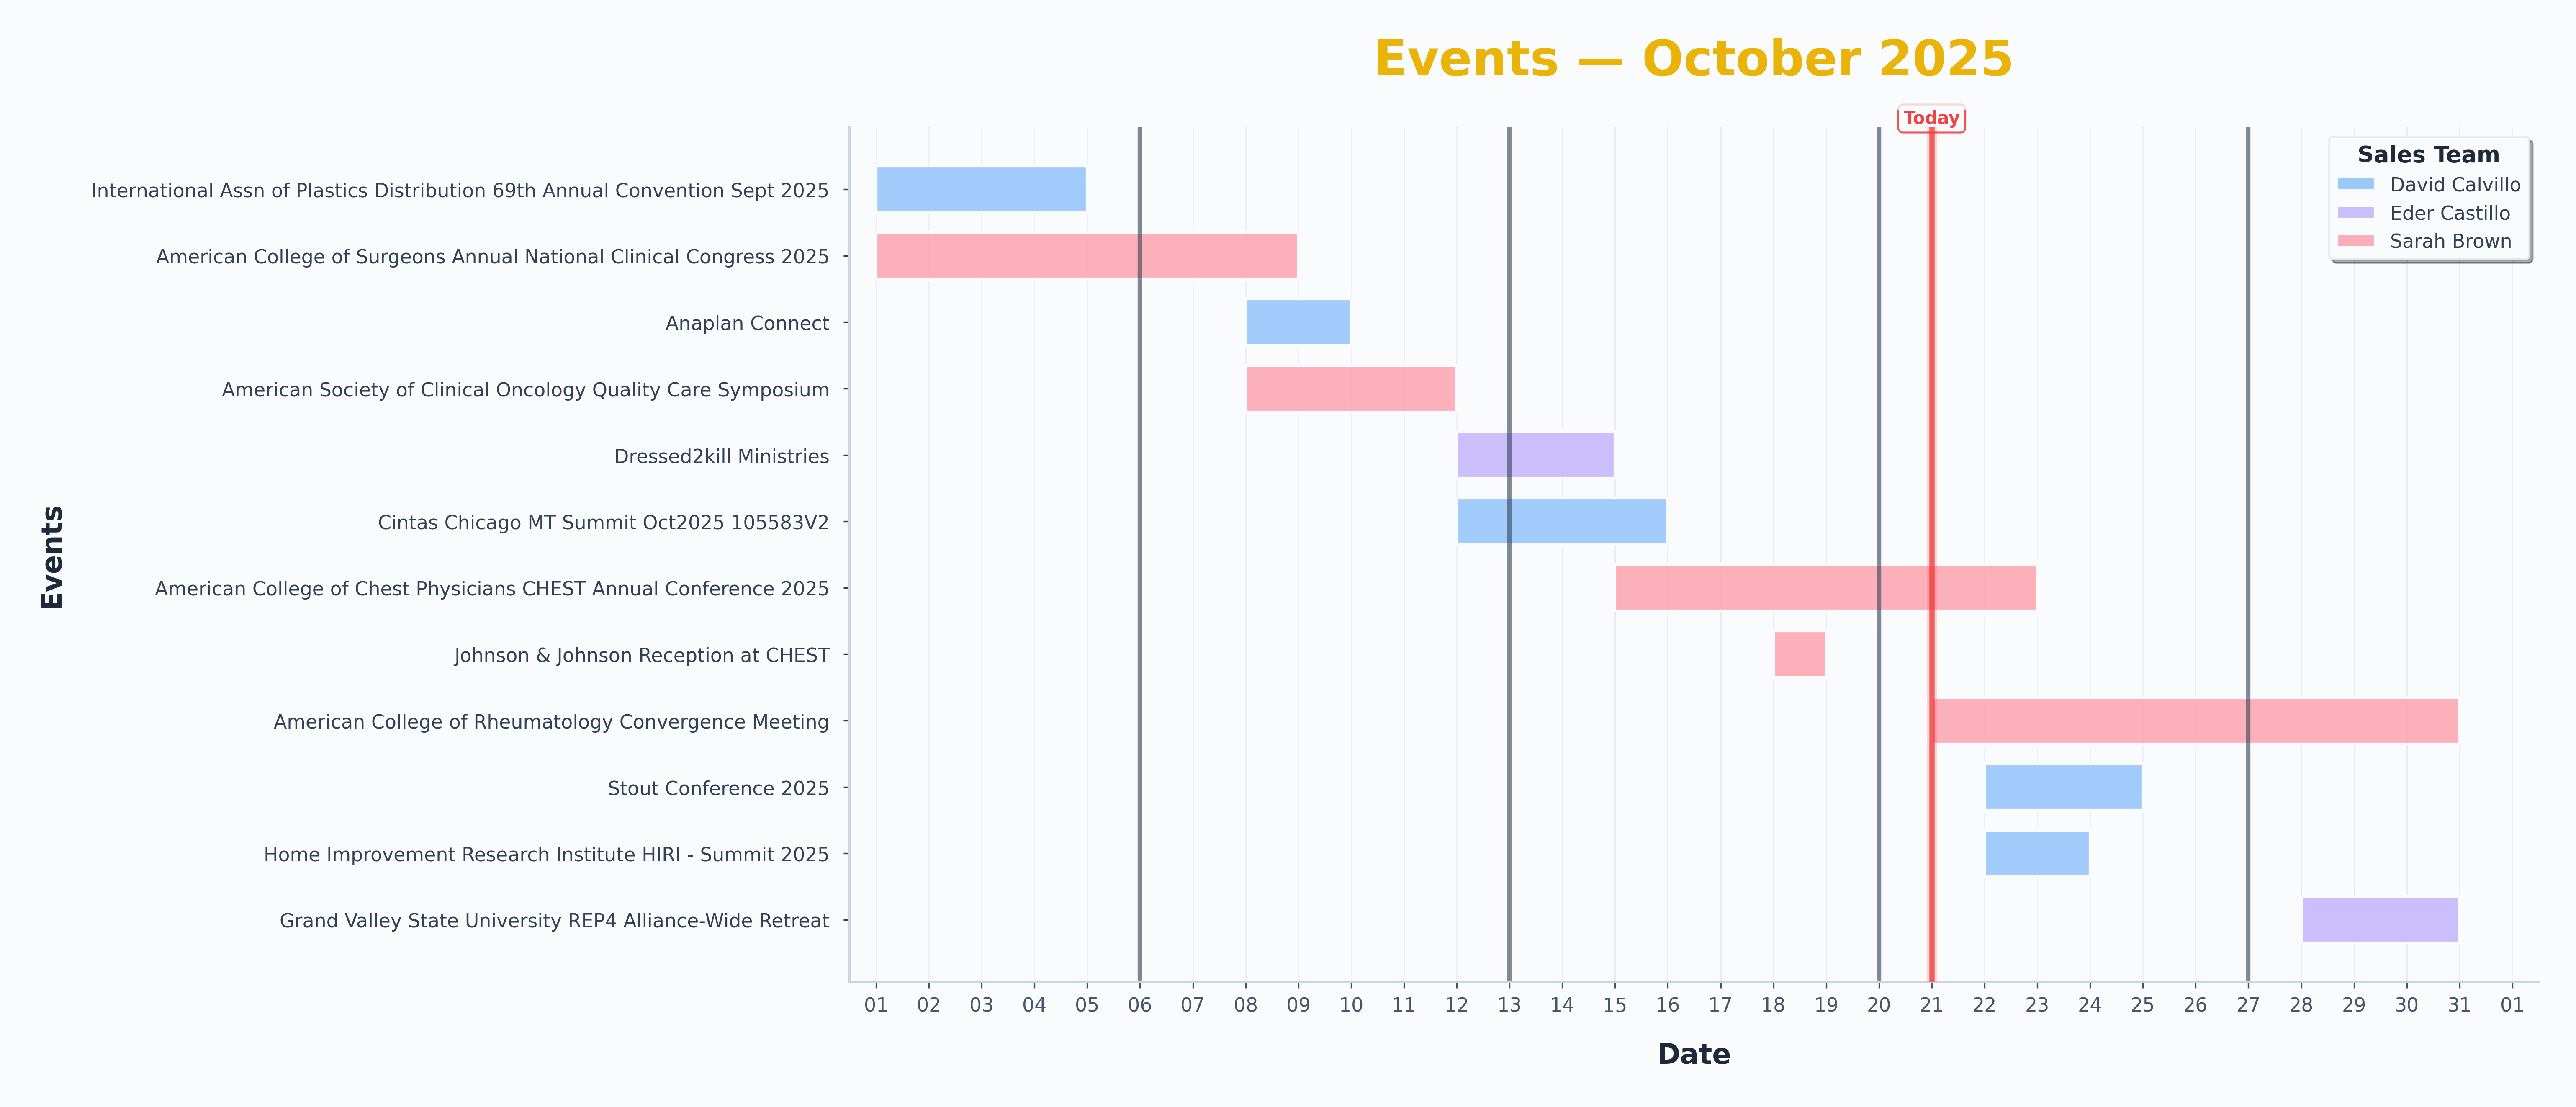 Events — October 2025
Today
Sales Team
David Calvillo
Eder Castillo
Sarah Brown
International Assn of Plastics Distribution 69th Annual Convention Sept 2025
American College of Surgeons Annual National Clinical Congress 2025
Anaplan Connect
American Society of Clinical Oncology Quality Care Symposium
Dressed2kill Ministries
Cintas Chicago MT Summit Oct2025 105583V2
American College of Chest Physicians CHEST Annual Conference 2025
Johnson & Johnson Reception at CHEST
American College of Rheumatology Convergence Meeting
Stout Conference 2025
Home Improvement Research Institute HIRI - Summit 2025
Grand Valley State University REP4 Alliance-Wide Retreat
Events
01 02 03 04 05 06 07 08 09 10 11 12 13 14 15 16 17 18 19 20 21 22 23 24 25 26 27 28 29 30 31 01
Date